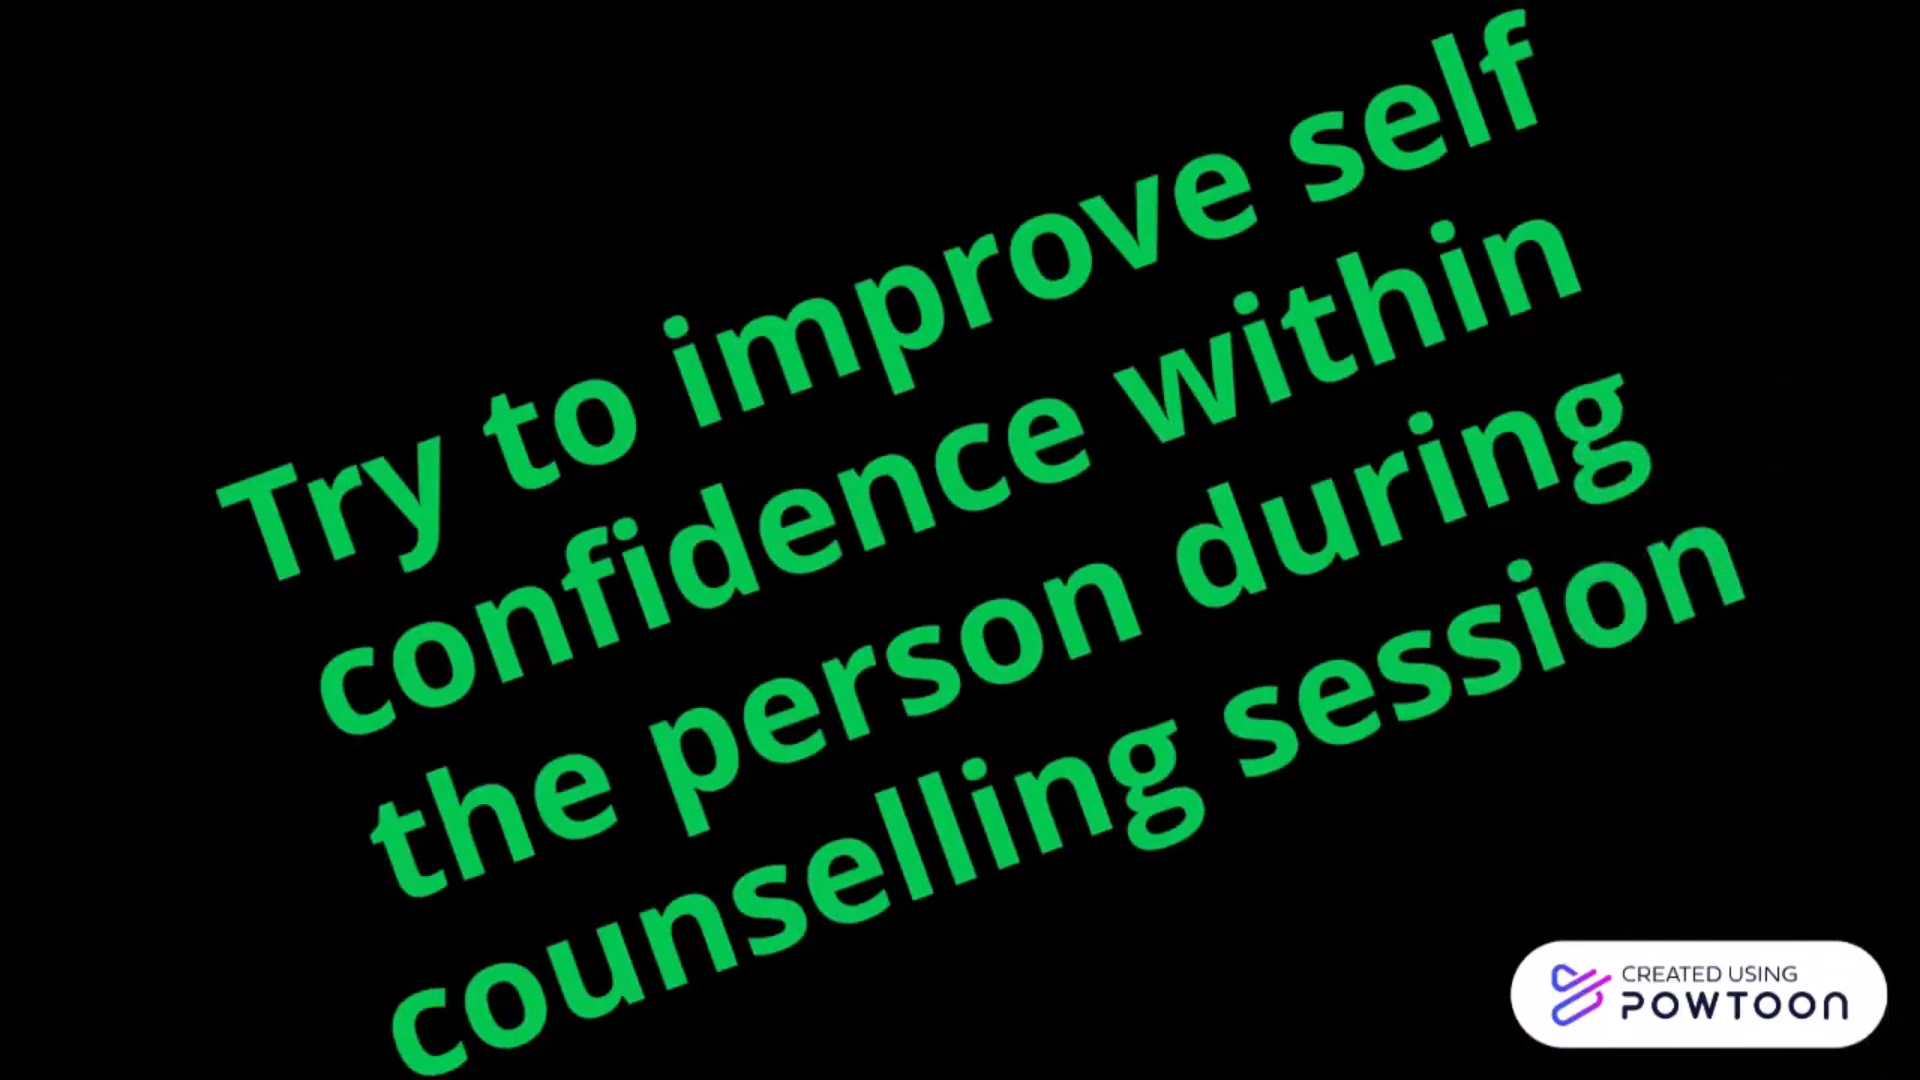 Try to improve self
confidence within
the person during
counselling session
CREATED USING
POWTOON